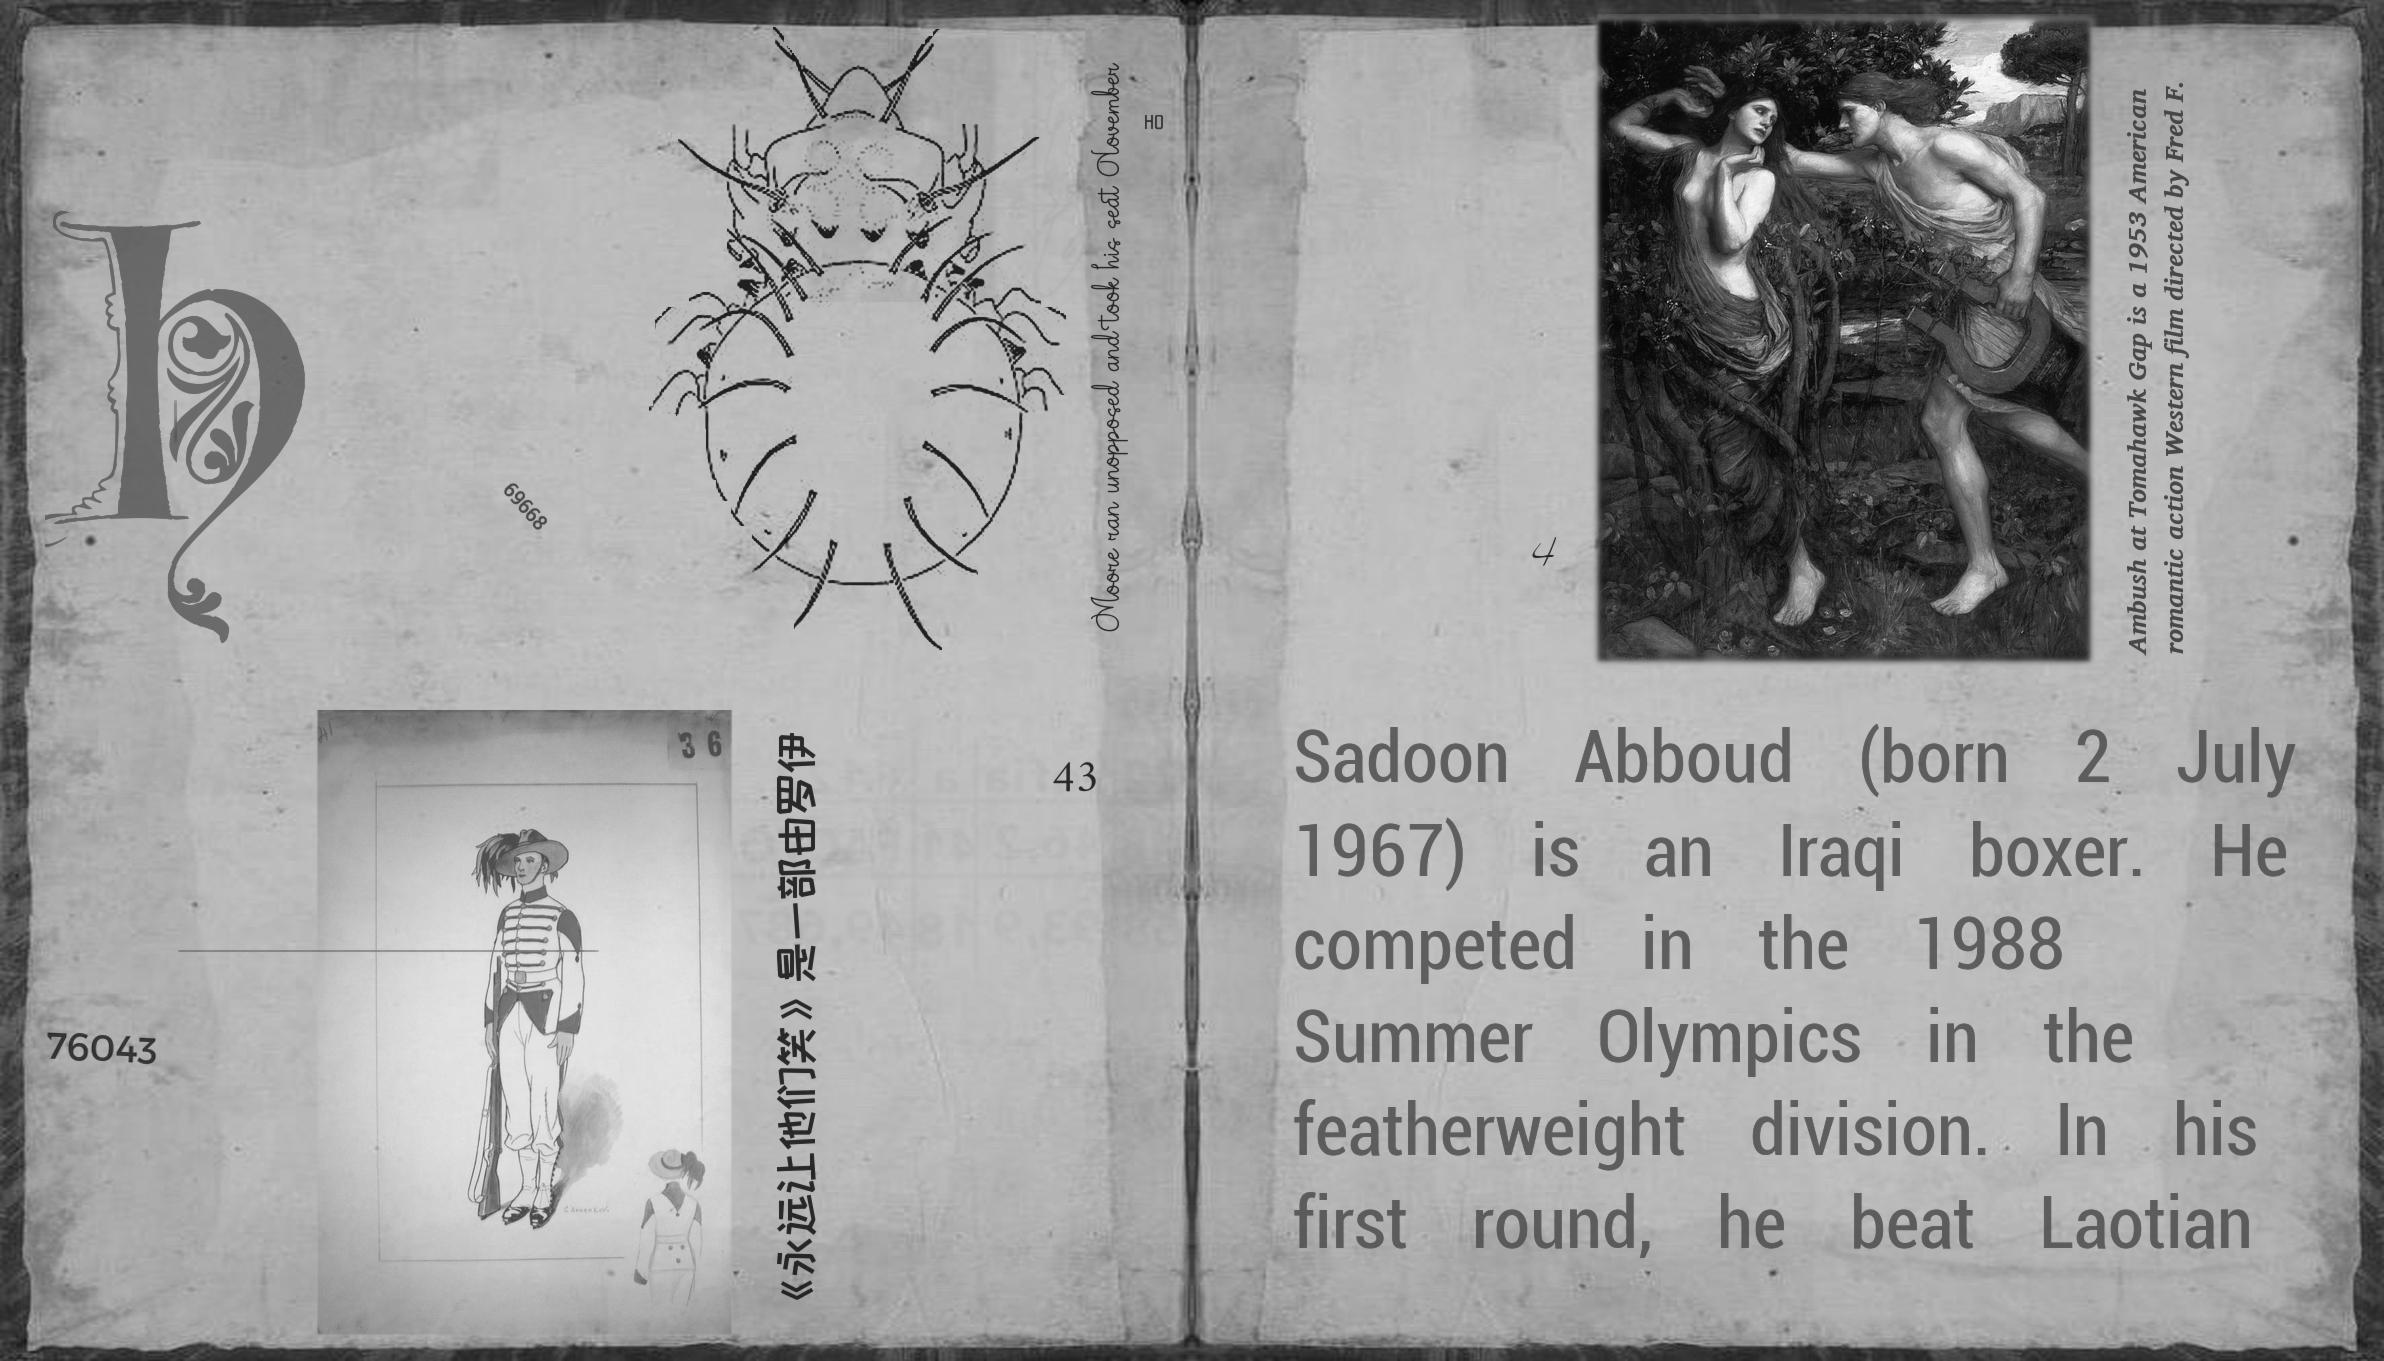 h
69668
Moore ran unopposed and took his seat November
HO
36
《永远让他们笑》是一部由罗伊
43
76043
4
Ambush at Tomahawk Gap is a 1953 American
romantic action Western film directed by Fred F.
Sadoon Abboud (born 2 July
1967) is an Iraqi boxer. He
competed in the 1988
Summer Olympics in the
featherweight division. In his
first round, he beat Laotian